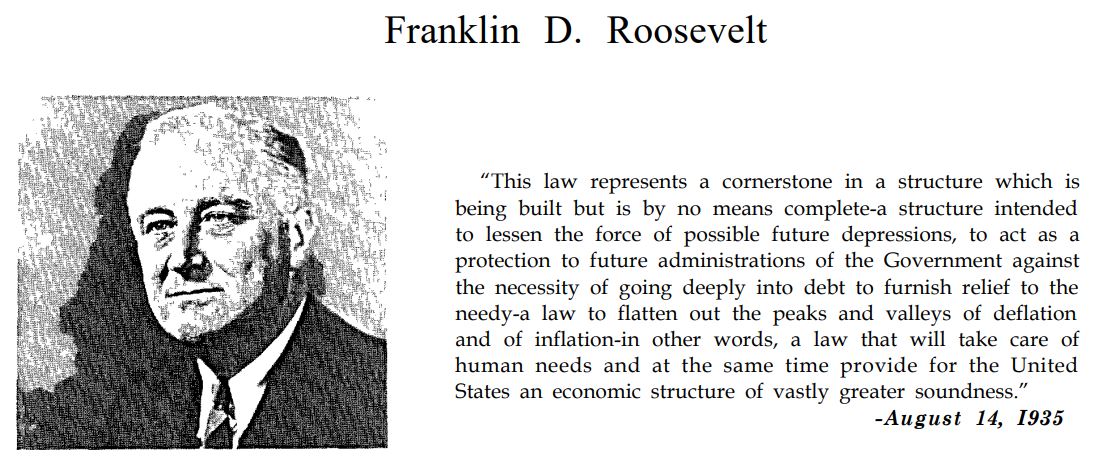 Franklin D. Roosevelt
“This law represents a cornerstone in a structure which is
being built but is by no means complete-a structure intended
to lessen the force of possible future depressions, to act as a
protection to future administrations of the Government against
the necessity of going deeply into debt to furnish relief to the
needy-a law to flatten out the peaks and valleys of deflation
and of inflation-in other words, a law that will take care of
human needs and at the same time provide for the United
States an economic structure of vastly greater soundness.”
-August 14, I935